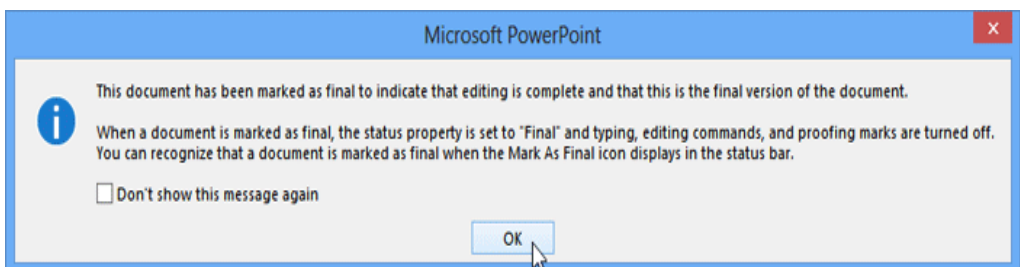 Microsoft PowerPoint
x
This document has been marked as final to indicate that editing is complete and that this is the final version of the document.
When a document is marked as final, the status property is set to "Final" and typing, editing commands, and proofing marks are turned off.
You can recognize that a document is marked as final when the Mark As Final icon displays in the status bar.
Don't show this message again
OK